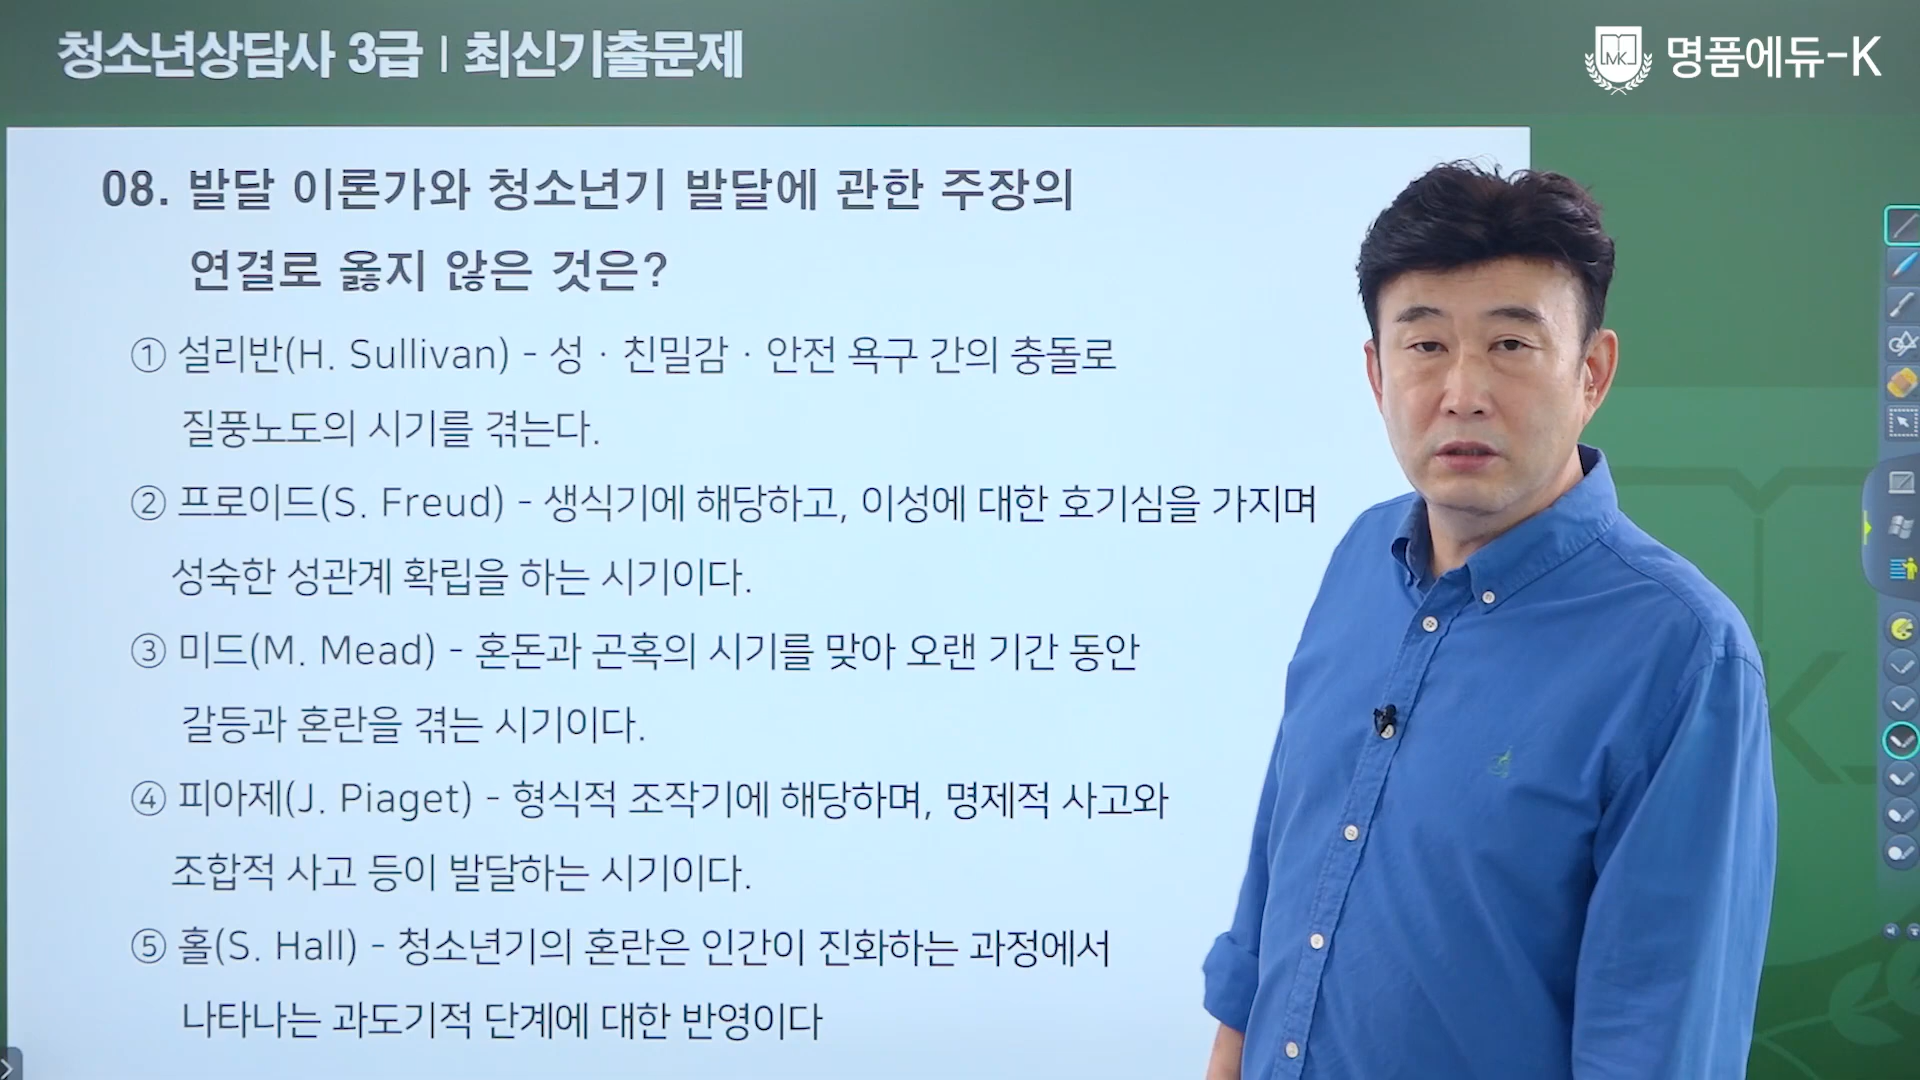 청소년상담사 3급 | 최신기출문제
MK 명품에듀-K
08. 발달 이론가와 청소년기 발달에 관한 주장의
연결로 옳지 않은 것은?
① 설리반(H. Sullivan) - 성 · 친밀감 · 안전 욕구 간의 충돌로
질풍노도의 시기를 겪는다.
② 프로이드(S. Freud) - 생식기에 해당하고, 이성에 대한 호기심을 가지며
성숙한 성관계 확립을 하는 시기이다.
③ 미드(M. Mead) - 혼돈과 곤혹의 시기를 맞아 오랜 기간 동안
갈등과 혼란을 겪는 시기이다.
④ 피아제(J. Piaget) - 형식적 조작기에 해당하며, 명제적 사고와
조합적 사고 등이 발달하는 시기이다.
⑤ 홀(S. Hall) - 청소년기의 혼란은 인간이 진화하는 과정에서
나타나는 과도기적 단계에 대한 반영이다